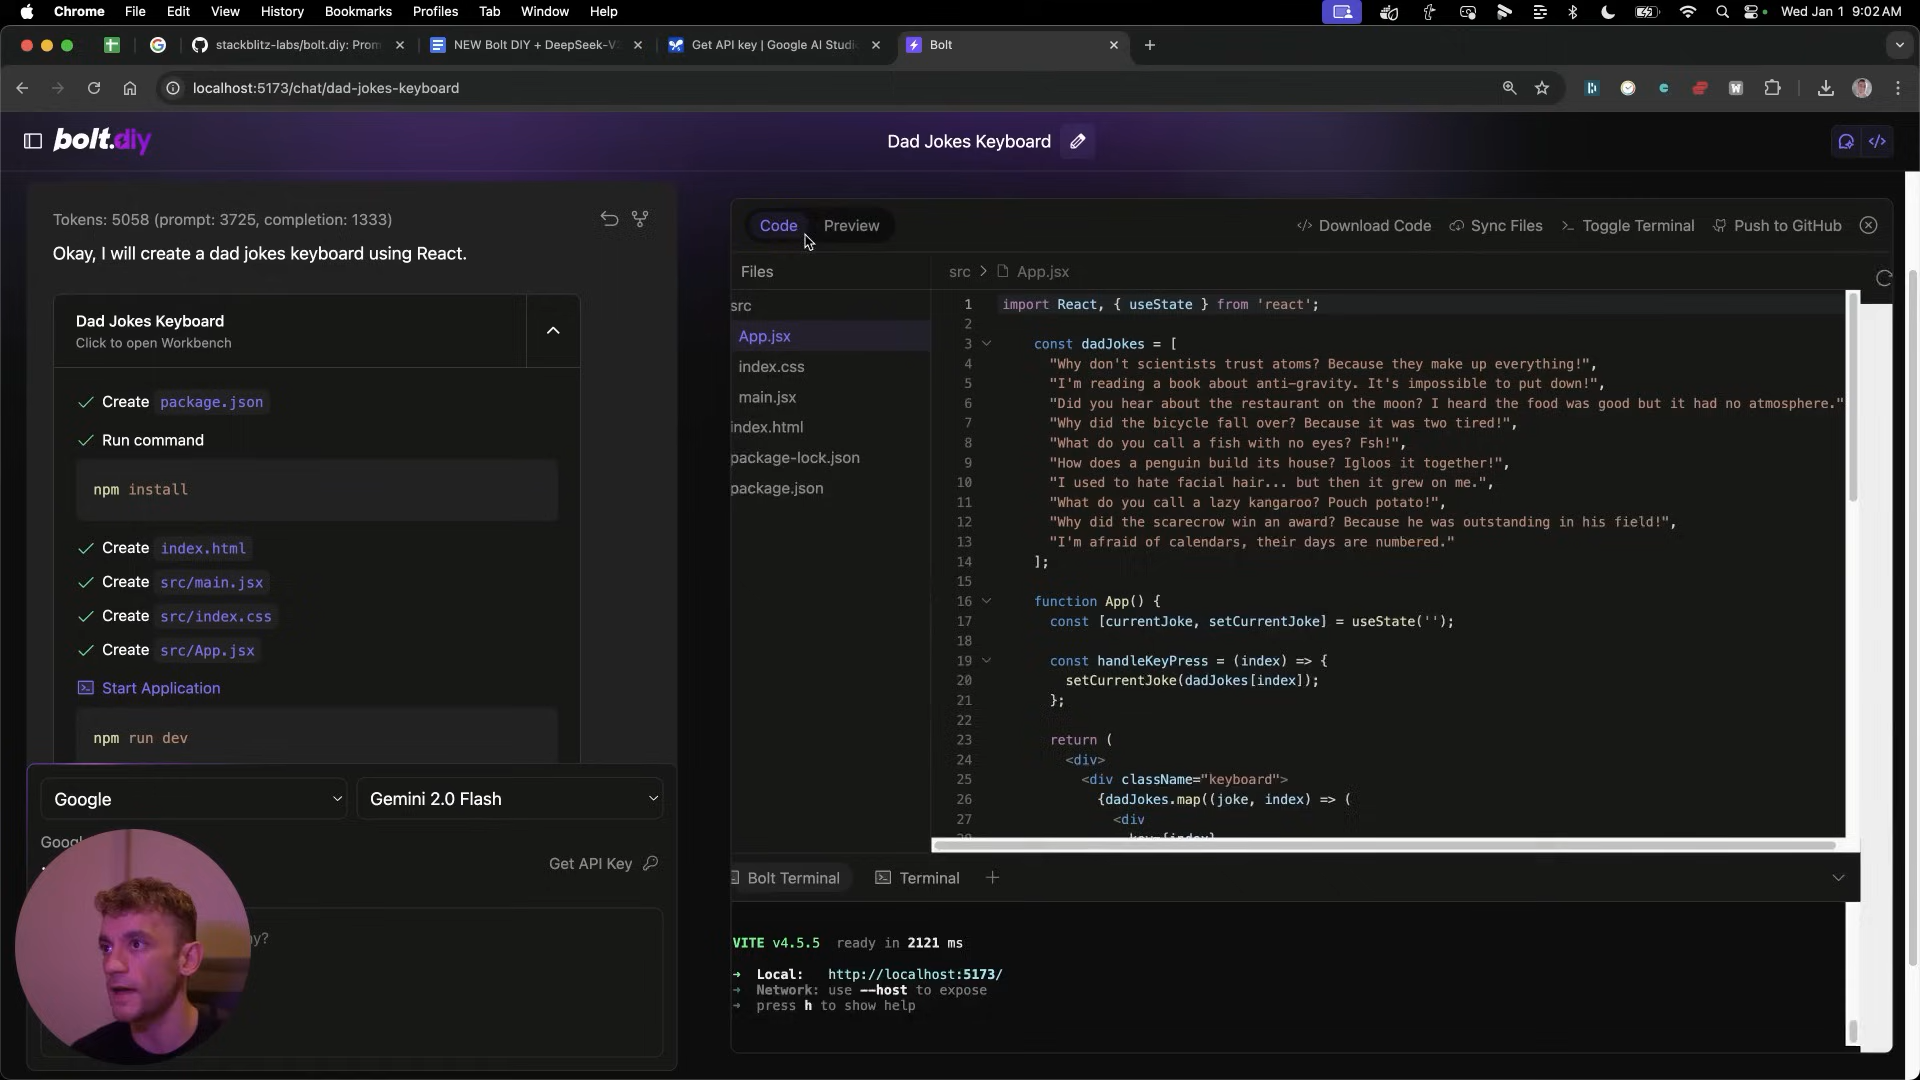 Chrome File Edit View History Bookmarks Profiles Tab Window Help Wed Jan 1 9:02 AM
stackblitz-labs/bolt.diy: Prom NEW Bolt DIY + DeepSeek-V Get API key | Google AI Studi Bolt
localhost:5173/chat/dad-jokes-keyboard
bolt.diy
Dad Jokes Keyboard
Tokens: 5058 (prompt: 3725, completion: 1333)
Okay, I will create a dad jokes keyboard using React.
Dad Jokes Keyboard
Click to open Workbench
Create package.json
Run command
npm install
Create index.html
Create src/main.jsx
Create src/index.css
Create src/App.jsx
Start Application
npm run dev
Google
Gemini 2.0 Flash
Get API Key
Code Preview
Download Code Sync Files Toggle Terminal Push to GitHub
Files
src
App.jsx
index.css
main.jsx
index.html
package-lock.json
package.json
src > App.jsx
1 import React, { useState } from 'react';
2
3 const dadJokes = [
4 "Why don't scientists trust atoms? Because they make up everything!",
5 "I'm reading a book about anti-gravity. It's impossible to put down!",
6 "Did you hear about the restaurant on the moon? I heard the food was good but it had no atmosphere."
7 "Why did the bicycle fall over? Because it was two tired!",
8 "What do you call a fish with no eyes? Fsh!",
9 "How does a penguin build its house? Igloos it together!",
10 "I used to hate facial hair... but then it grew on me.",
11 "What do you call a lazy kangaroo? Pouch potato!",
12 "Why did the scarecrow win an award? Because he was outstanding in his field!",
13 "I'm afraid of calendars, their days are numbered."
14 ];
15
16 function App() {
17 const [currentJoke, setCurrentJoke] = useState('');
18
19 const handleKeyPress = (index) => {
20 setCurrentJoke(dadJokes[index]);
21 };
22
23 return (
24 <div>
25 <div className="keyboard">
26 {dadJokes.map((joke, index) => (
27 <div
Bolt Terminal Terminal
VITE v4.5.5 ready in 2121 ms
➜ Local: http://localhost:5173/
➜ Network: use --host to expose
➜ press h to show help